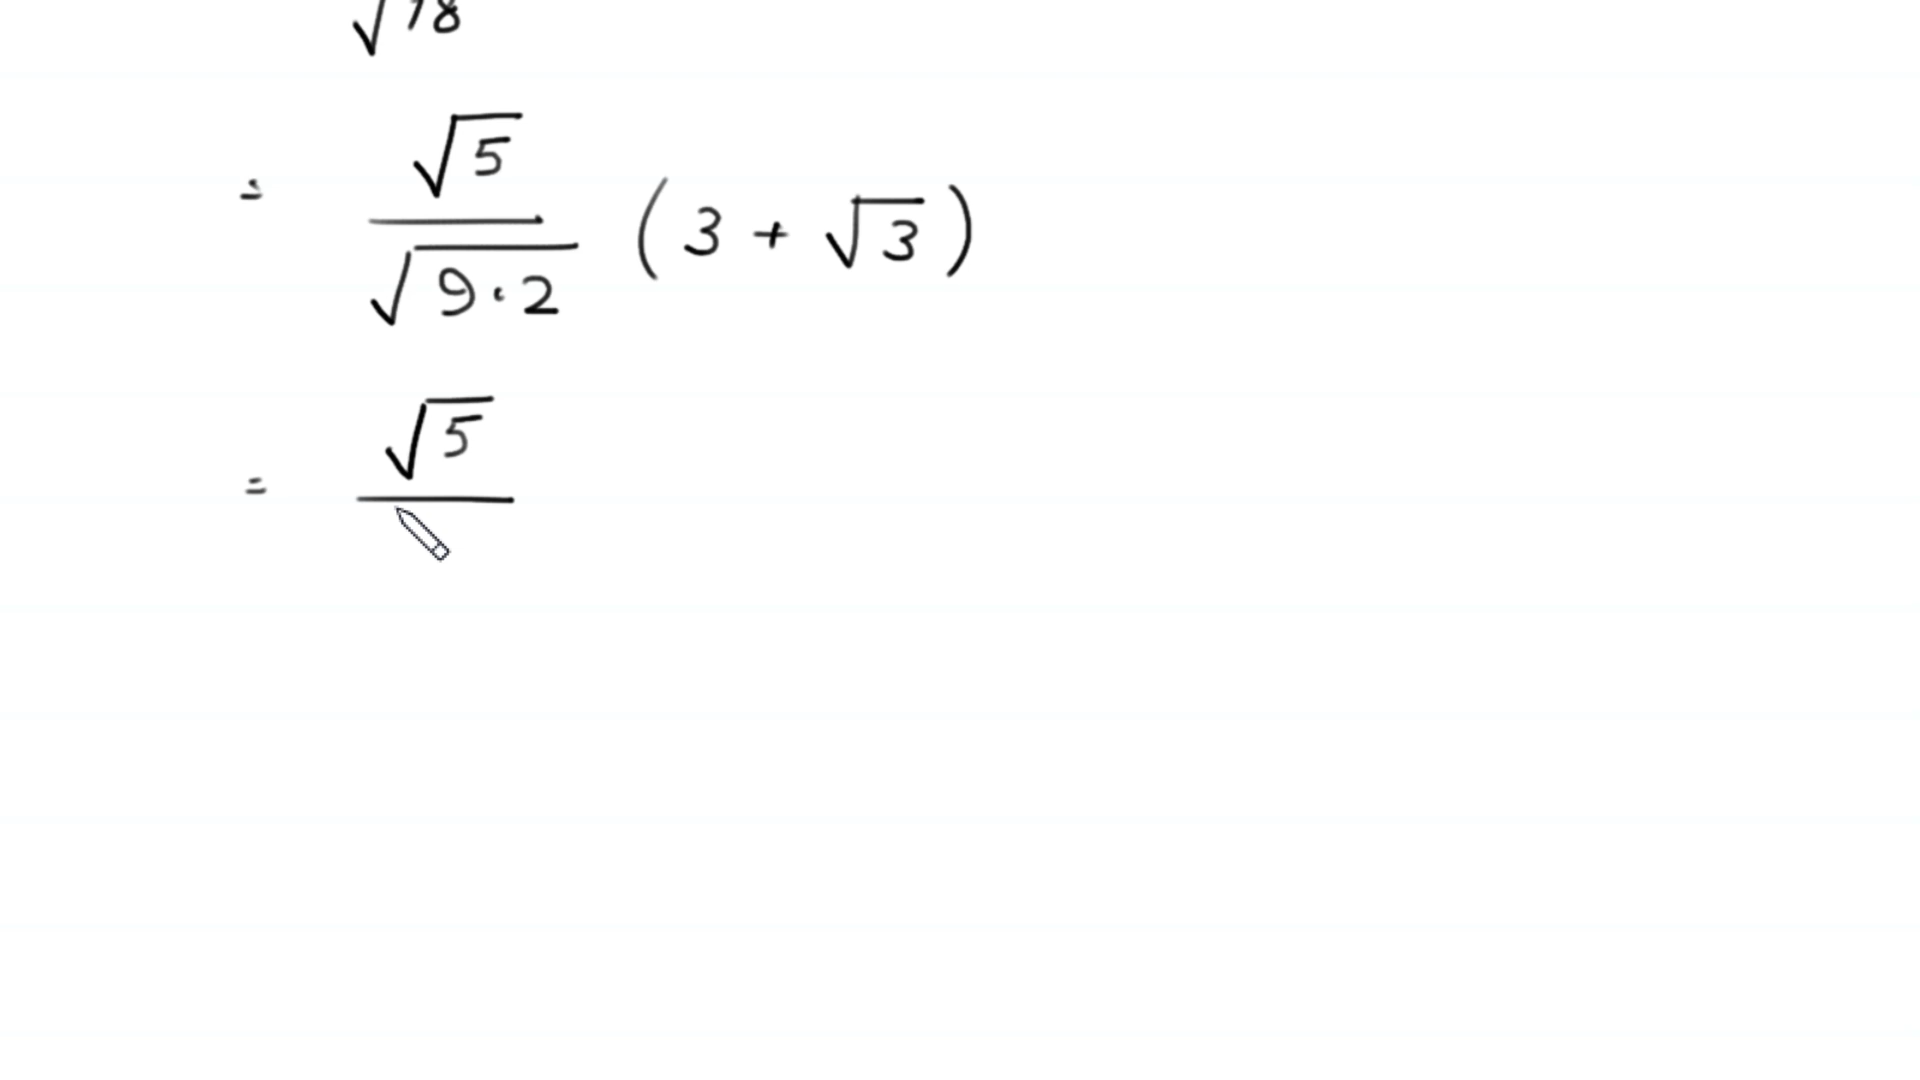 √18
= √5 / √9·2 (3 + √3)
= √5